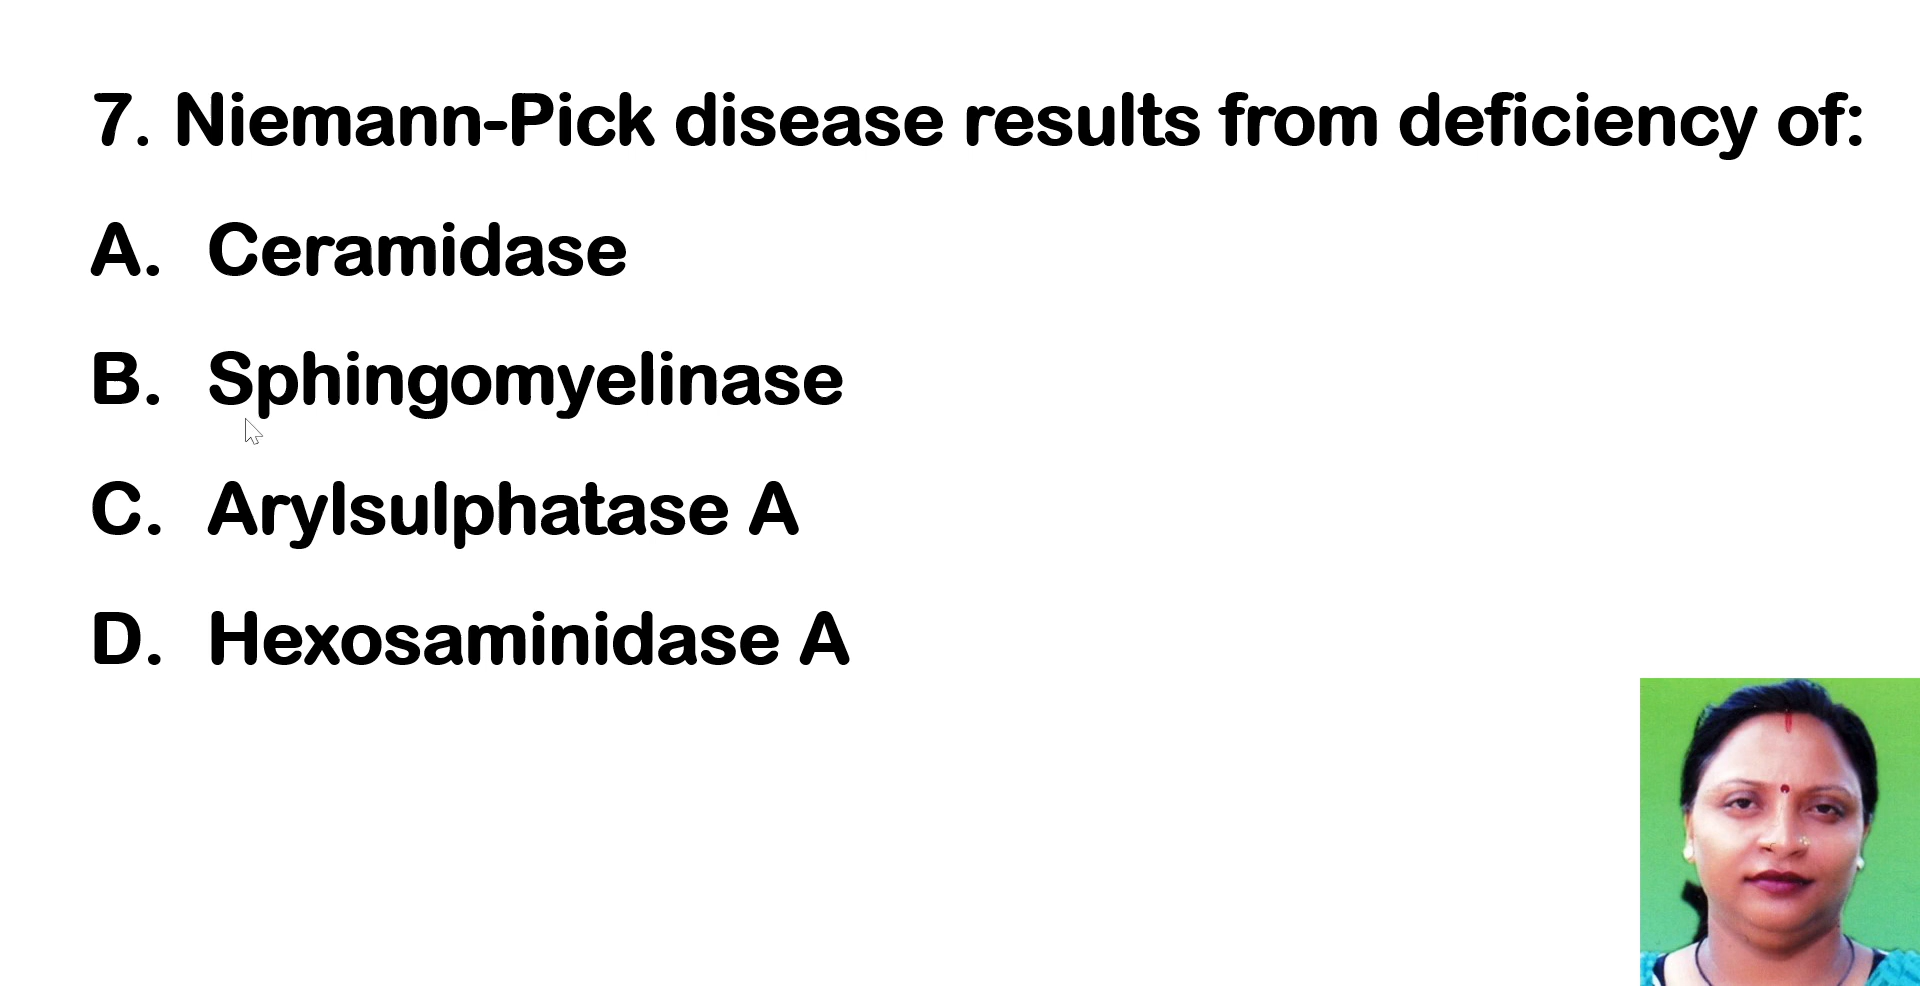 7. Niemann-Pick disease results from deficiency of:
A. Ceramidase
B. Sphingomyelinase
C. Arylsulphatase A
D. Hexosaminidase A